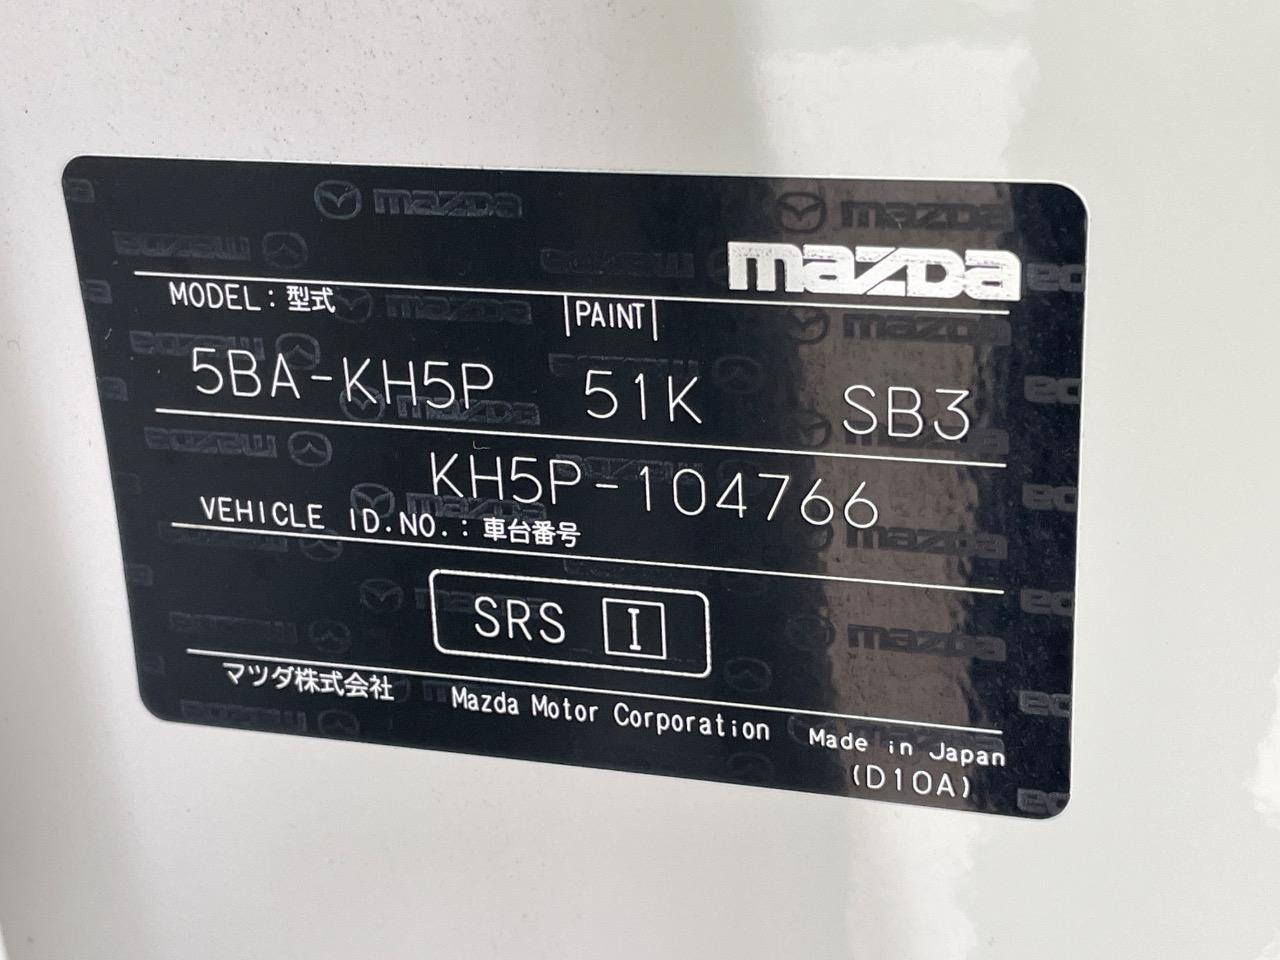 mazda
MODEL : 型式 PAINT
5BA-KH5P 51K SB3
KH5P-104766
VEHICLE ID.NO. : 車台番号
SRS I
マツダ株式会社 Mazda Motor Corporation Made in Japan
(D10A)